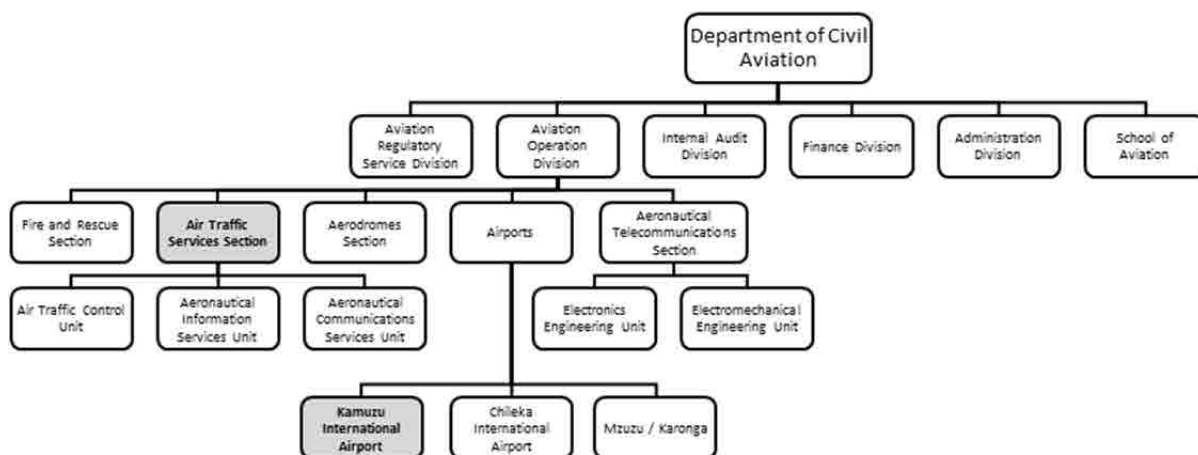 Department of Civil
Aviation
Aviation
Regulatory
Service Division
Aviation
Operation
Division
Internal Audit
Division
Finance Division
Administration
Division
School of
Aviation
Fire and Rescue
Section
Air Traffic
Services Section
Aerodromes
Section
Airports
Aeronautical
Telecommunications
Section
Air Traffic Control
Unit
Aeronautical
Information
Services Unit
Aeronautical
Communications
Services Unit
Electronics
Engineering Unit
Electromechanical
Engineering Unit
Kamuzu
International
Airport
Chileka
International
Airport
Mzuzu / Karonga